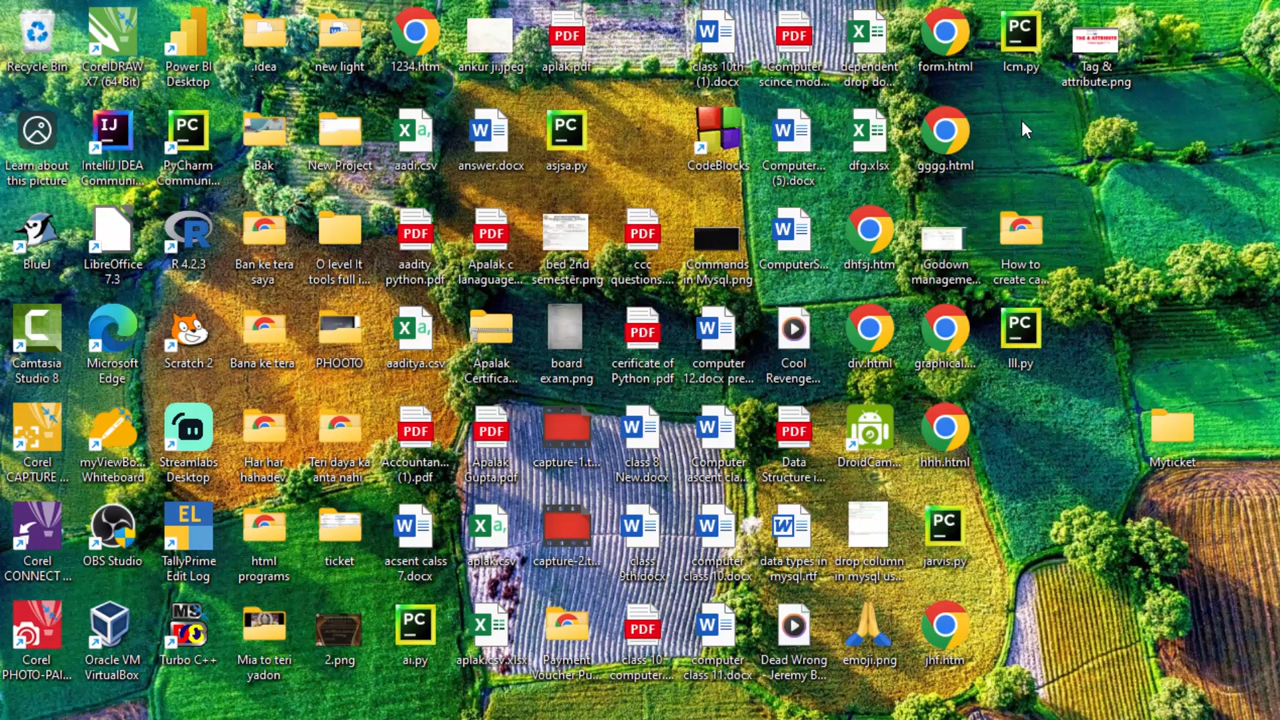 Recycle Bin
CorelDRAW
X7 (64-Bit)
Power BI
Desktop
.idea
new light
1234.htm
ankur ji.jpeg
aplak.pdf
class 10th
(1).docx
Computer
scince mod...
dependent
drop do...
form.html
lcm.py
Tag &
attribute.png
Learn about
this picture
IntelliJ IDEA
Communi...
PyCharm
Communi...
Bak
New Project
aadi.csv
answer.docx
asjsa.py
CodeBlocks
Computer...
(5).docx
dfg.xlsx
gggg.html
BlueJ
LibreOffice
7.3
R 4.2.3
Ban ke tera
saya
O level It
tools full i...
aadity
python.pdf
Apalak c
lanaguage...
bed 2nd
semester.png
ccc
questions....
Commands
in Mysql.png
ComputerS...
dhfsj.htm
Godown
manageme...
How to
create ca...
Camtasia
Studio 8
Microsoft
Edge
Scratch 2
Bana ke tera
PHOOTO
aaditya.csv
Apalak
Certifica...
board
exam.png
cerificate of
Python .pdf
computer
12.docx pre...
Cool
Revenge...
div.html
graphical....
lll.py
Corel
CAPTURE ...
myViewBo...
Whiteboard
Streamlabs
Desktop
Har har
hahadev
Teri daya ka
anta nahi
Accountan...
(1).pdf
Apalak
Gupta.pdf
capture-1.t...
class 8
New.docx
Computer
ascent cla...
Data
Structure i...
DroidCam...
hhh.html
Myticket
Corel
CONNECT ...
OBS Studio
TallyPrime
Edit Log
html
programs
ticket
acsent calss
7.docx
aplak.csv
capture-2.t...
class
9th.docx
computer
class 10.docx
data types in
mysql.rtf
drop column
in mysql us...
jarvis.py
Corel
PHOTO-PAI...
Oracle VM
VirtualBox
Turbo C++
Mia to teri
yadon
2.png
ai.py
aplak.csv.xlsx
Payment
Voucher Pu...
class 10
computer....
computer
class 11.docx
Dead Wrong
- Jeremy B...
emoji.png
jhf.htm